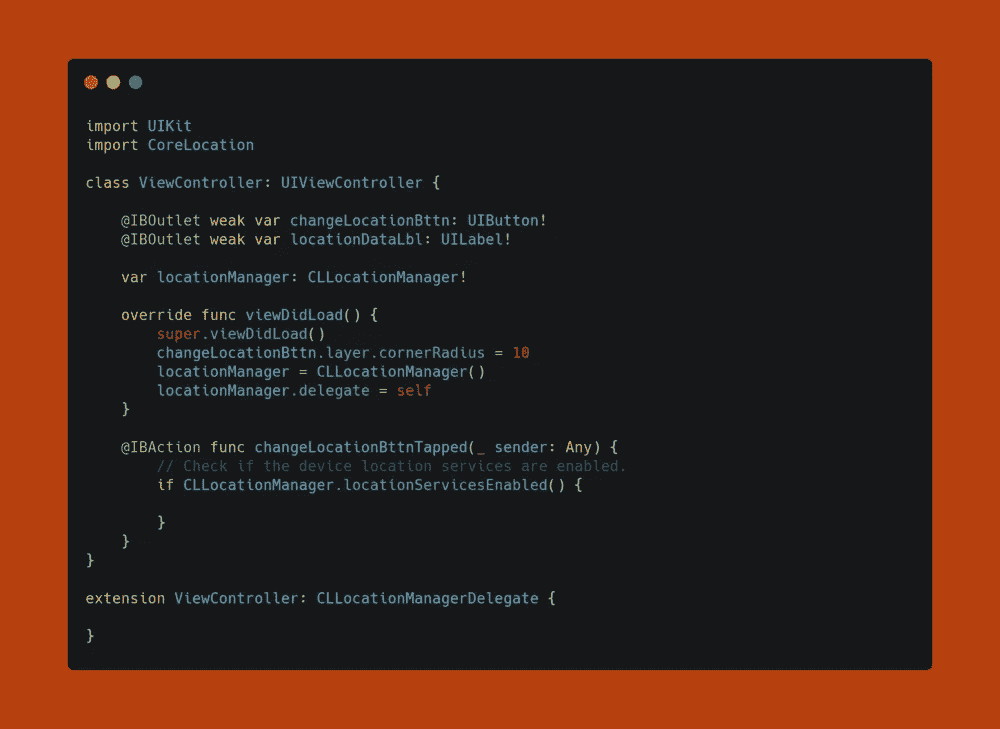 import UIKit
import CoreLocation
class ViewController: UIViewController {
@IBOutlet weak var changeLocationBttn: UIButton!
@IBOutlet weak var locationDataLbl: UILabel!
var locationManager: CLLocationManager!
override func viewDidLoad() {
super.viewDidLoad()
changeLocationBttn.layer.cornerRadius = 10
locationManager = CLLocationManager()
locationManager.delegate = self
}
@IBAction func changeLocationBttnTapped(_ sender: Any) {
// Check if the device location services are enabled.
if CLLocationManager.locationServicesEnabled() {
}
}
}
extension ViewController: CLLocationManagerDelegate {
}